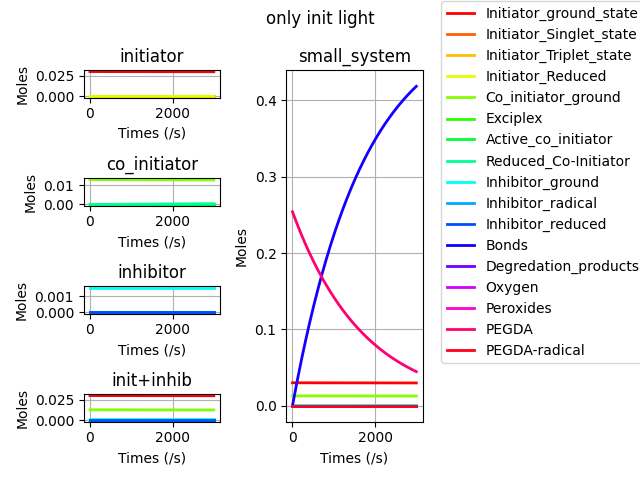 only init light
initiator
0.025
0.000
Moles
0
2000
Times (/s)
co_initiator
0.01
0.00
Moles
0
2000
Times (/s)
inhibitor
0.001
0.000
Moles
0
2000
Times (/s)
init+inhib
0.025
0.000
Moles
0
2000
Times (/s)
small_system
0.4
0.3
0.2
0.1
0.0
Moles
0
2000
Times (/s)
Initiator_ground_state
Initiator_Singlet_state
Initiator_Triplet_state
Initiator_Reduced
Co_initiator_ground
Exciplex
Active_co_initiator
Reduced_Co-Initiator
Inhibitor_ground
Inhibitor_radical
Inhibitor_reduced
Bonds
Degredation_products
Oxygen
Peroxides
PEGDA
PEGDA-radical